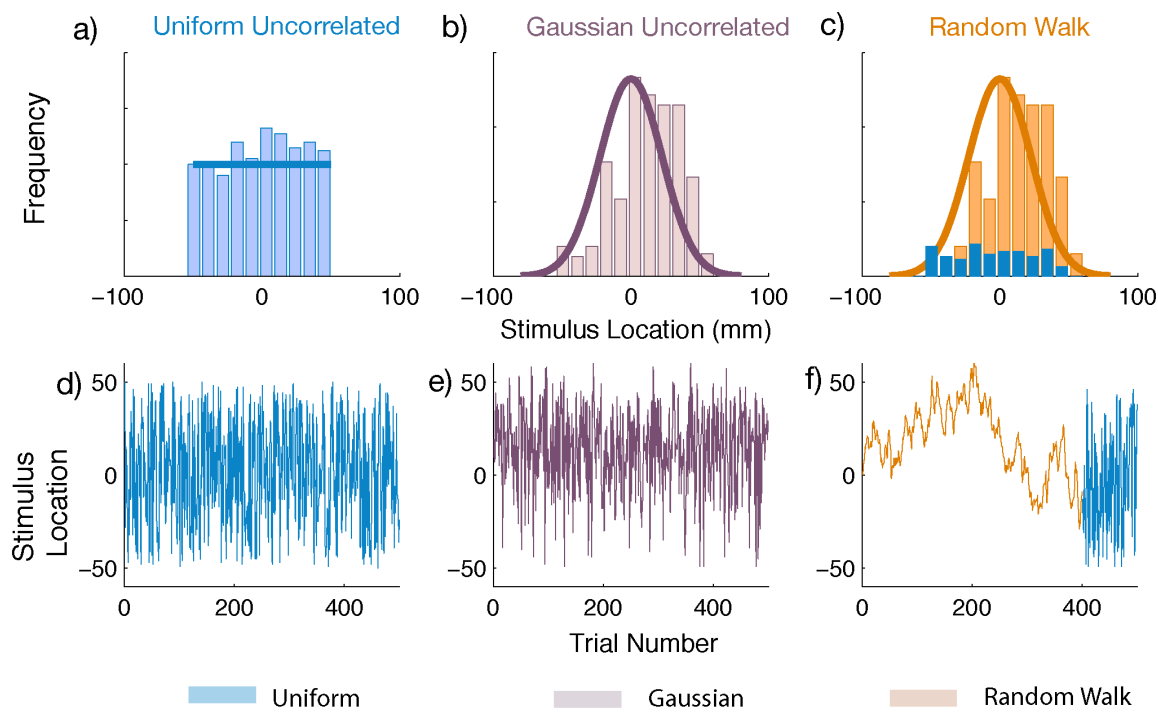 a) Uniform Uncorrelated
b) Gaussian Uncorrelated
c) Random Walk
Frequency
−100 0 100
−100 0 100
−100 0 100
Stimulus Location (mm)
d)
e)
f)
Stimulus
Location
50
0
−50
50
0
−50
50
0
−50
0 200 400
0 200 400
0 200 400
Trial Number
Uniform
Gaussian
Random Walk